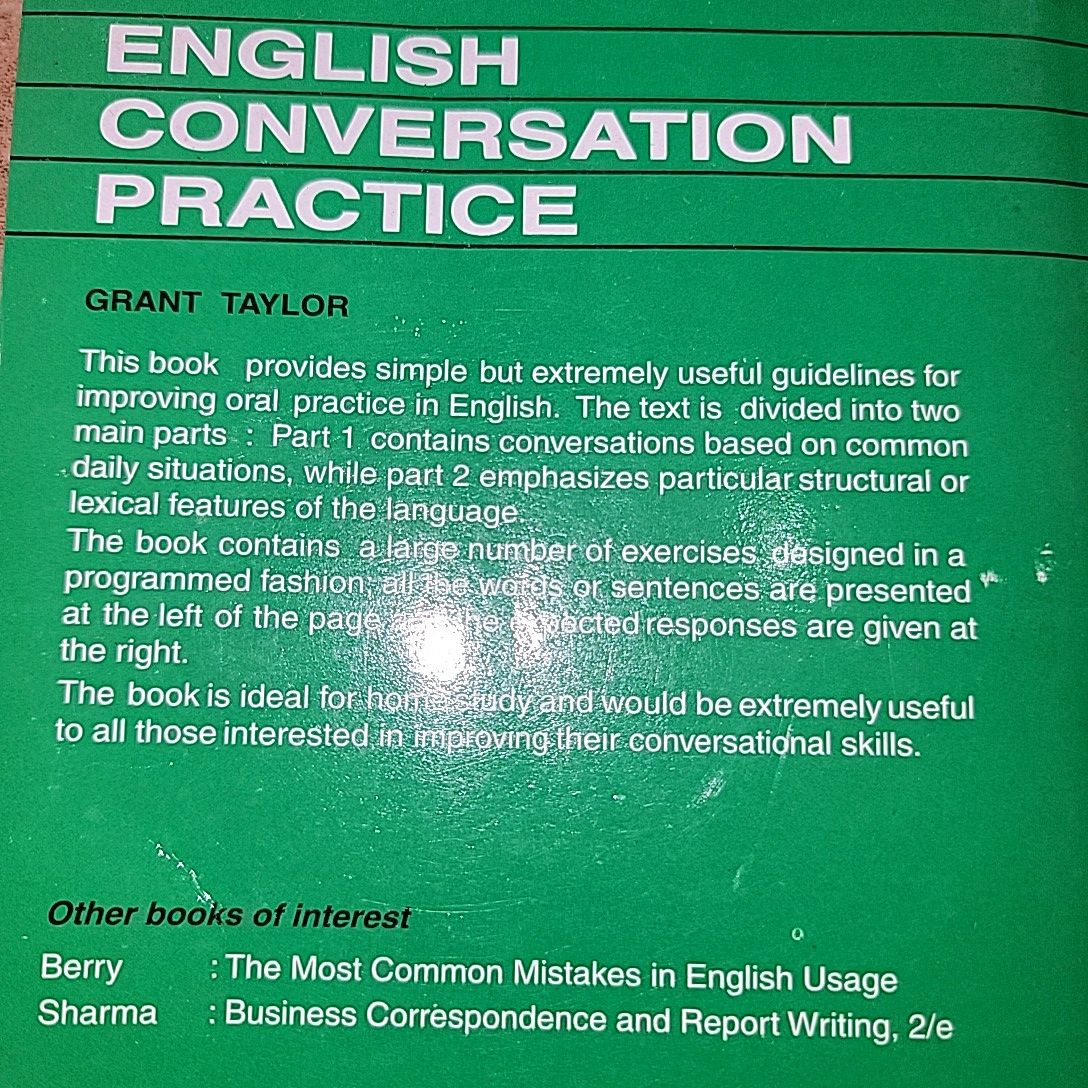 ENGLISH
CONVERSATION
PRACTICE
GRANT TAYLOR
This book provides simple but extremely useful guidelines for
improving oral practice in English. The text is divided into two
main parts : Part 1 contains conversations based on common
daily situations, while part 2 emphasizes particular structural or
lexical features of the language.
The book contains a large number of exercises designed in a
programmed fashion; all the words or sentences are presented
at the left of the page and the expected responses are given at
the right.
The book is ideal for home study and would be extremely useful
to all those interested in improving their conversational skills.
Other books of interest
Berry : The Most Common Mistakes in English Usage
Sharma : Business Correspondence and Report Writing, 2/e